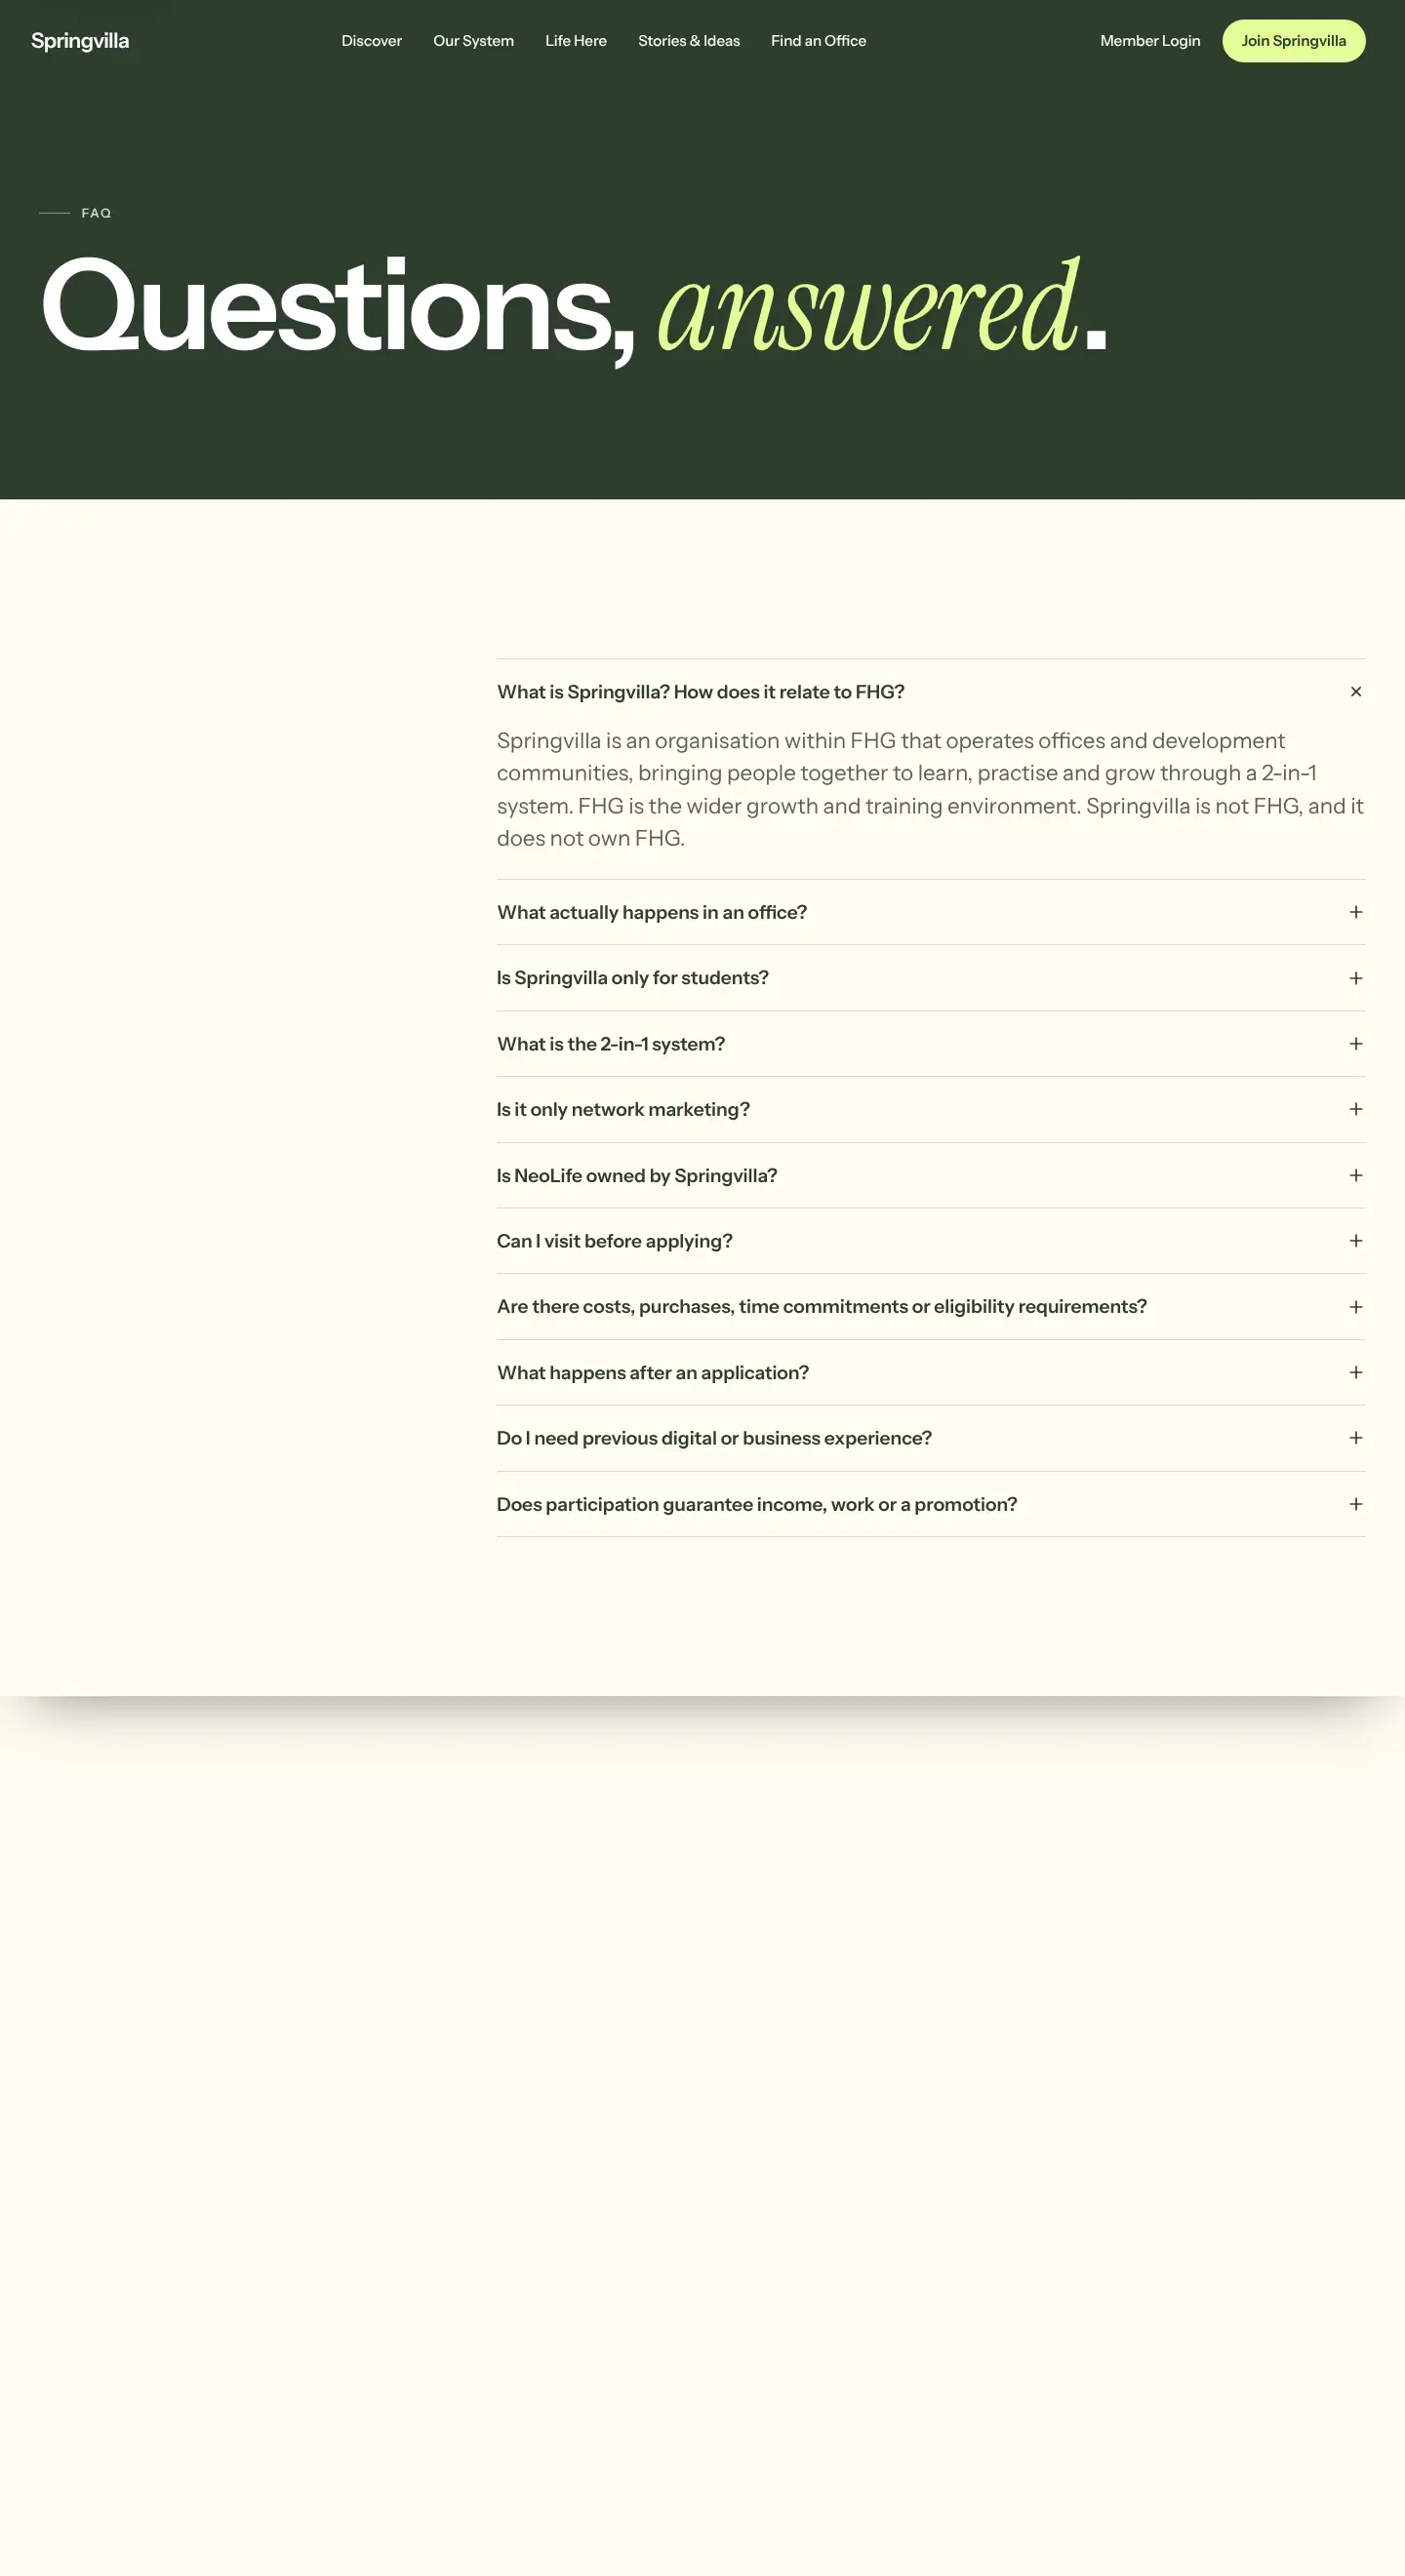 Springvilla
Discover
Our System
Life Here
Stories & Ideas
Find an Office
Member Login
Join Springvilla
FAQ
Questions, answered.
What is Springvilla? How does it relate to FHG?
Springvilla is an organisation within FHG that operates offices and development
communities, bringing people together to learn, practise and grow through a 2-in-1
system. FHG is the wider growth and training environment. Springvilla is not FHG, and it
does not own FHG.
What actually happens in an office?
Is Springvilla only for students?
What is the 2-in-1 system?
Is it only network marketing?
Is NeoLife owned by Springvilla?
Can I visit before applying?
Are there costs, purchases, time commitments or eligibility requirements?
What happens after an application?
Do I need previous digital or business experience?
Does participation guarantee income, work or a promotion?